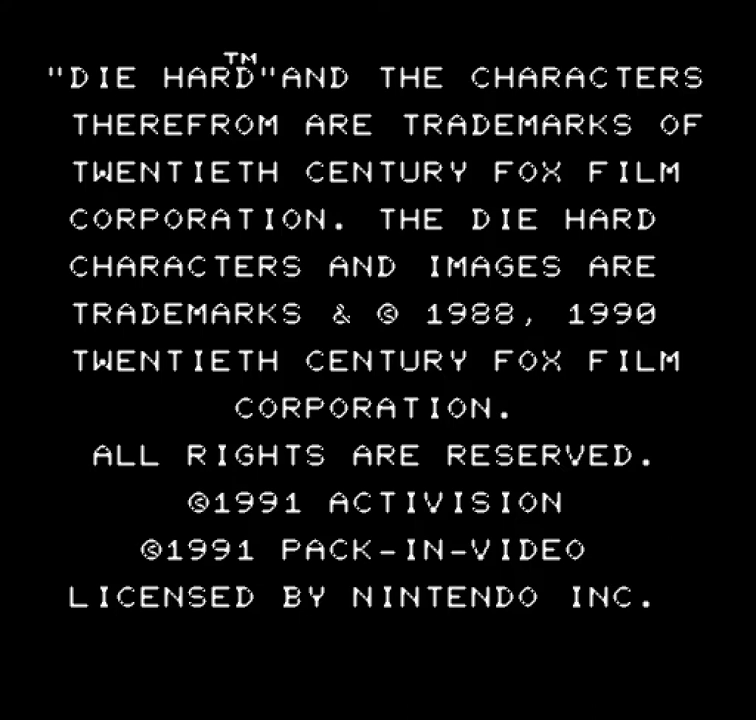 "DIE HARD™"AND THE CHARACTERS
THEREFROM ARE TRADEMARKS OF
TWENTIETH CENTURY FOX FILM
CORPORATION. THE DIE HARD
CHARACTERS AND IMAGES ARE
TRADEMARKS & © 1988, 1990
TWENTIETH CENTURY FOX FILM
CORPORATION.
ALL RIGHTS ARE RESERVED.
©1991 ACTIVISION
©1991 PACK-IN-VIDEO
LICENSED BY NINTENDO INC.